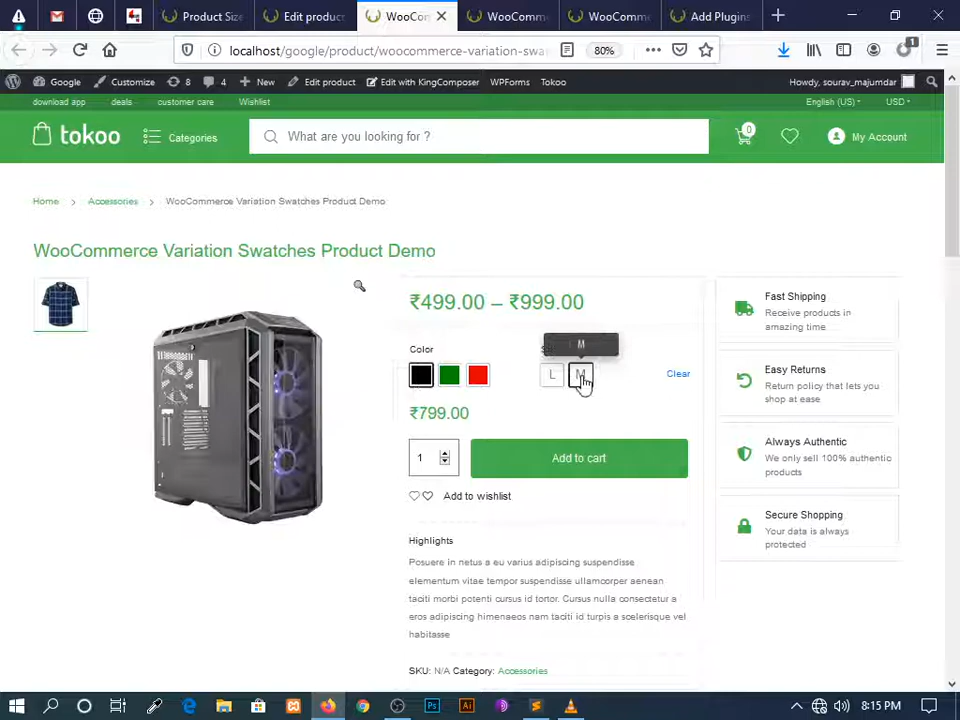 Product Size
Edit produc
WooCom
WooComme
WooComme
Add Plugins
localhost/google/product/woocommerce-variation-swa
80%
1
Google
Customize
8
4
New
Edit product
Edit with KingComposer
WPForms
Tokoo
Howdy, sourav_majumdar
download app
deals
customer care
Wishlist
English (US)
USD
tokoo
Categories
What are you looking for ?
0
My Account
Home
Accessories
WooCommerce Variation Swatches Product Demo
WooCommerce Variation Swatches Product Demo
₹499.00 – ₹999.00
Color
M
L
M
Clear
₹799.00
1
Add to cart
Add to wishlist
Highlights
Posuere in netus a eu varius adipiscing suspendisse
elementum vitae tempor suspendisse ullamcorper aenean
taciti morbi potenti cursus id tortor. Cursus nulla consectetur a
eros adipiscing himenaeos nam taciti id turpis a scelerisque vel
habitasse
SKU: N/A Category: Accessories
Fast Shipping
Receive products in
amazing time
Easy Returns
Return policy that lets you
shop at ease
Always Authentic
We only sell 100% authentic
products
Secure Shopping
Your data is always
protected
Ps
Ai
8:15 PM